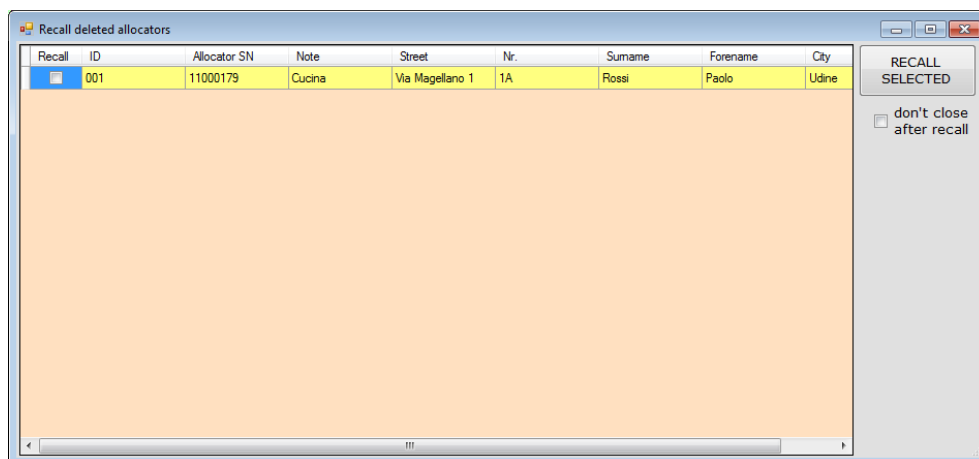 Recall deleted allocators
Recall ID Allocator SN Note Street Nr. Surname Forename City
001 11000179 Cucina Via Magellano 1 1A Rossi Paolo Udine
RECALL
SELECTED
don't close
after recall